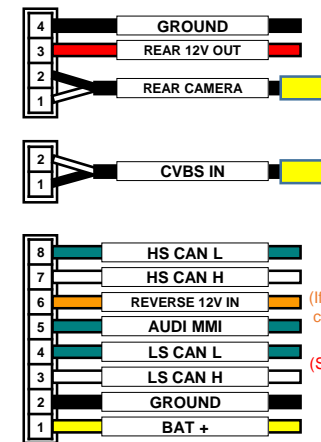 4 GROUND
3 REAR 12V OUT
2
REAR CAMERA
1
2
CVBS IN
1
8 HS CAN L
7 HS CAN H
6 REVERSE 12V IN
5 AUDI MMI
4 LS CAN L
3 LS CAN H
2 GROUND
1 BAT +